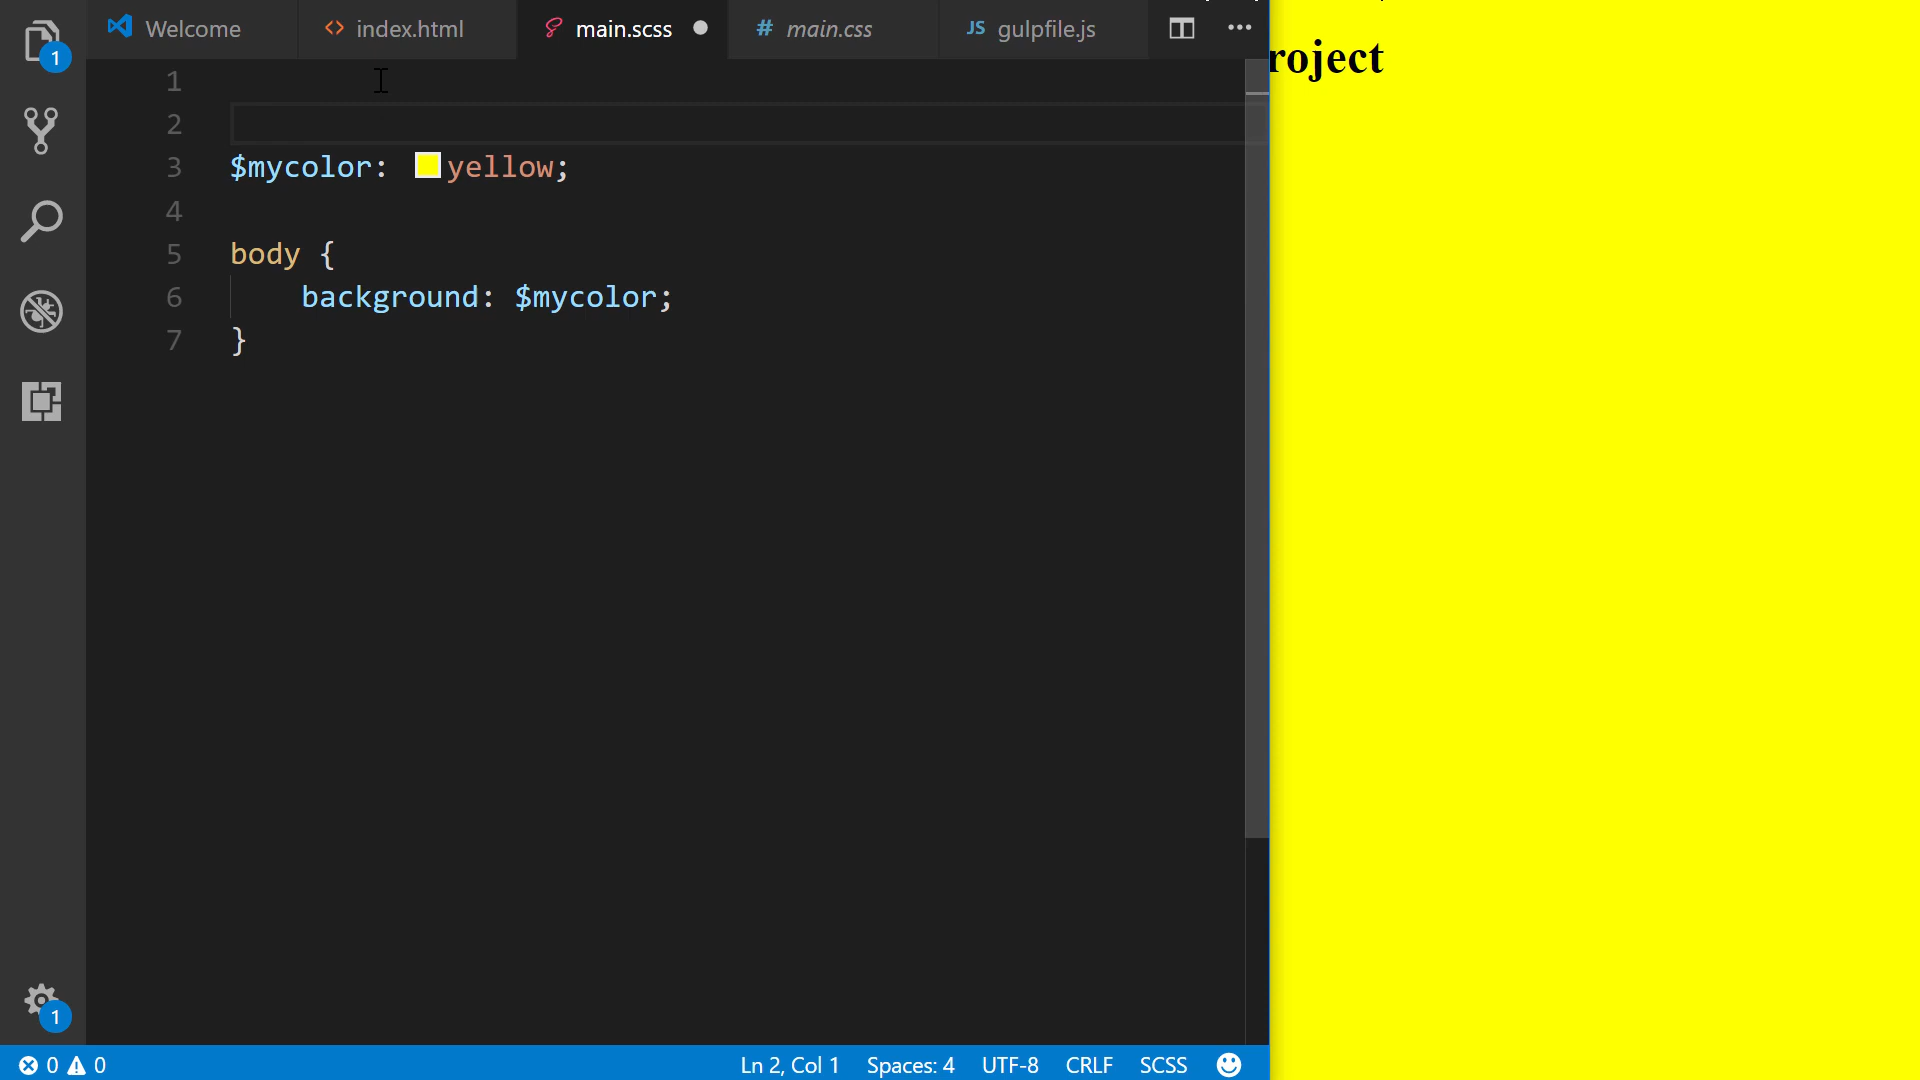 Welcome
index.html
main.scss
main.css
JS gulpfile.js
1
1
2
3 $mycolor: yellow;
4
5 body {
6 background: $mycolor;
7 }
1
roject
0 0 Ln 2, Col 1 Spaces: 4 UTF-8 CRLF SCSS